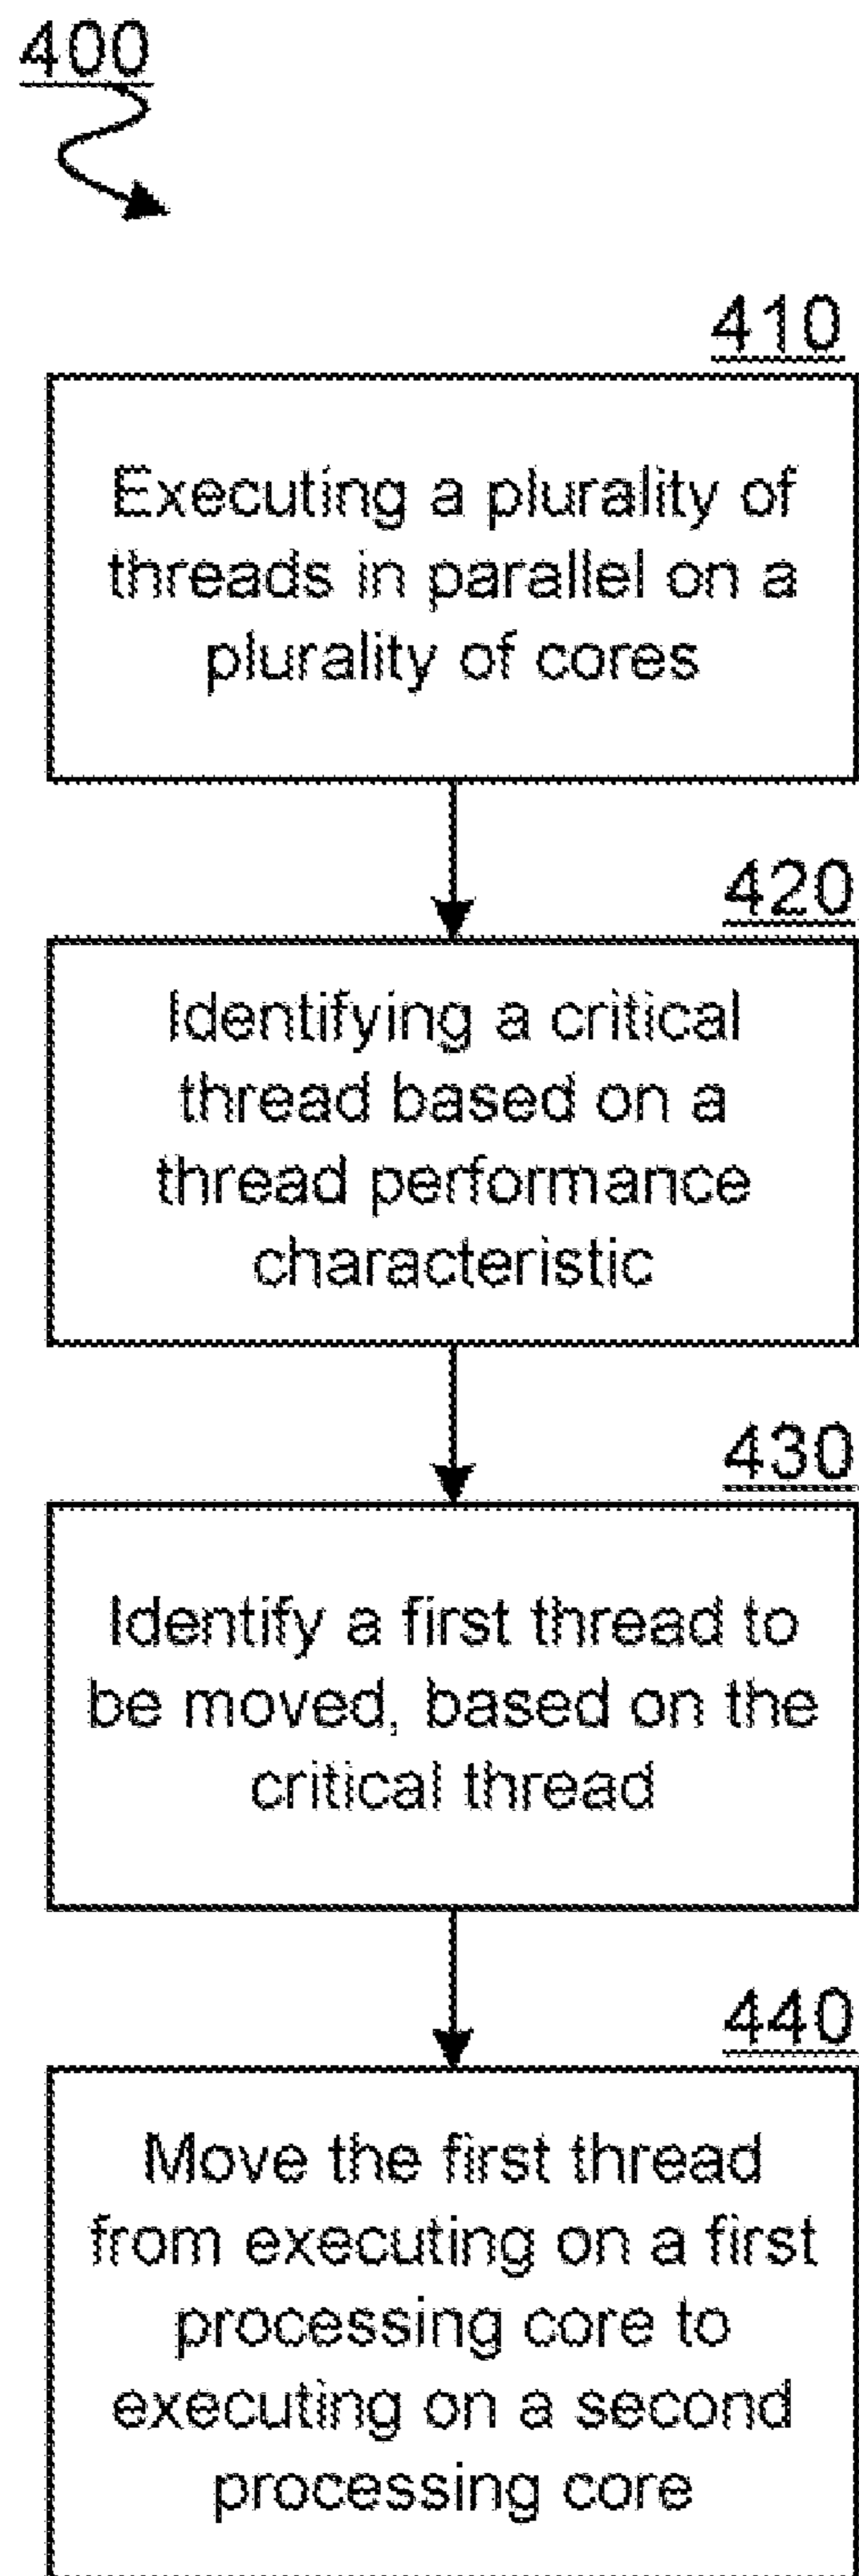 400
410
Executing a plurality of
threads in parallel on a
plurality of cores
420
Identifying a critical
thread based on a
thread performance
characteristic
430
Identify a first thread to
be moved, based on the
critical thread
440
Move the first thread
from executing on a first
processing core to
executing on a second
processing core